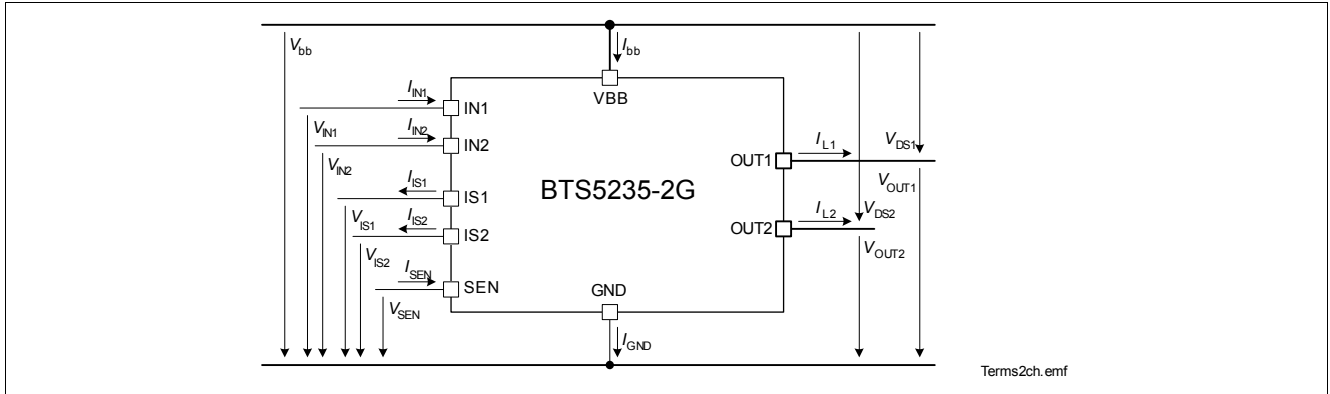 Vbb
Ibb
VBB
IIN1
IN1
VIN1
IIN2
IN2
VIN2
IL1
VDS1
OUT1
BTS5235-2G
VOUT1
IIS1
IS1
VIS1
IIS2
IS2
VIS2
IL2
VDS2
OUT2
VOUT2
ISEN
SEN
VSEN
GND
IGND
Terms2ch.emf